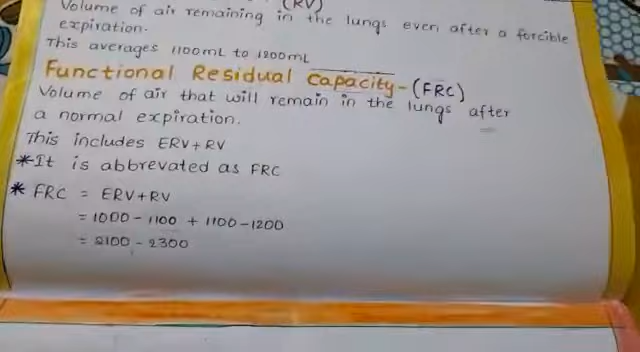 (RV)
Volume of air remaining in the lungs even after a forcible
expiration.
This averages 1100mL to 1200mL
Functional Residual Capacity-(FRC)
Volume of air that will remain in the lungs after
a normal expiration.
This includes ERV+RV
*It is abbrevated as FRC
* FRC = ERV+RV
= 1000-1100 + 1100-1200
= 2100-2300